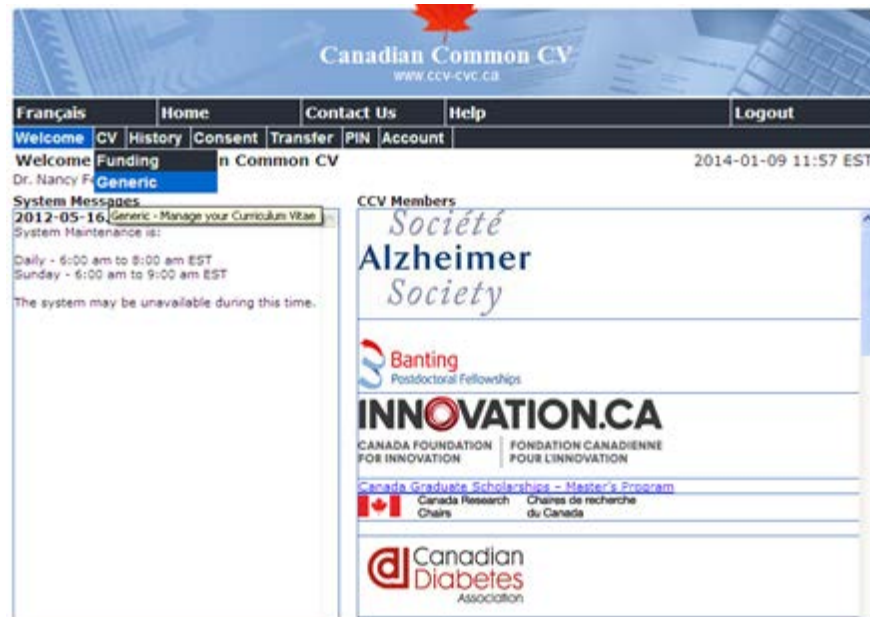 Canadian Common CV
www.ccv-cvc.ca
Français Home Contact Us Help Logout
Welcome CV History Consent Transfer PIN Account
Welcome n Common CV 2014-01-09 11:57 EST
Funding
Dr. Nancy F
Generic
System Messages
2012-05-16
Generic - Manage your Curriculum Vitae
System Maintenance is:
Daily - 6:00 am to 8:00 am EST
Sunday - 6:00 am to 9:00 am EST
The system may be unavailable during this time.
CCV Members
Société
Alzheimer
Society
Banting
Postdoctoral Fellowships
INNOVATION.CA
CANADA FOUNDATION FOR INNOVATION
FONDATION CANADIENNE POUR L'INNOVATION
Canada Graduate Scholarships – Master's Program
Canada Research Chairs
Chaires de recherche du Canada
Canadian
Diabetes
Association